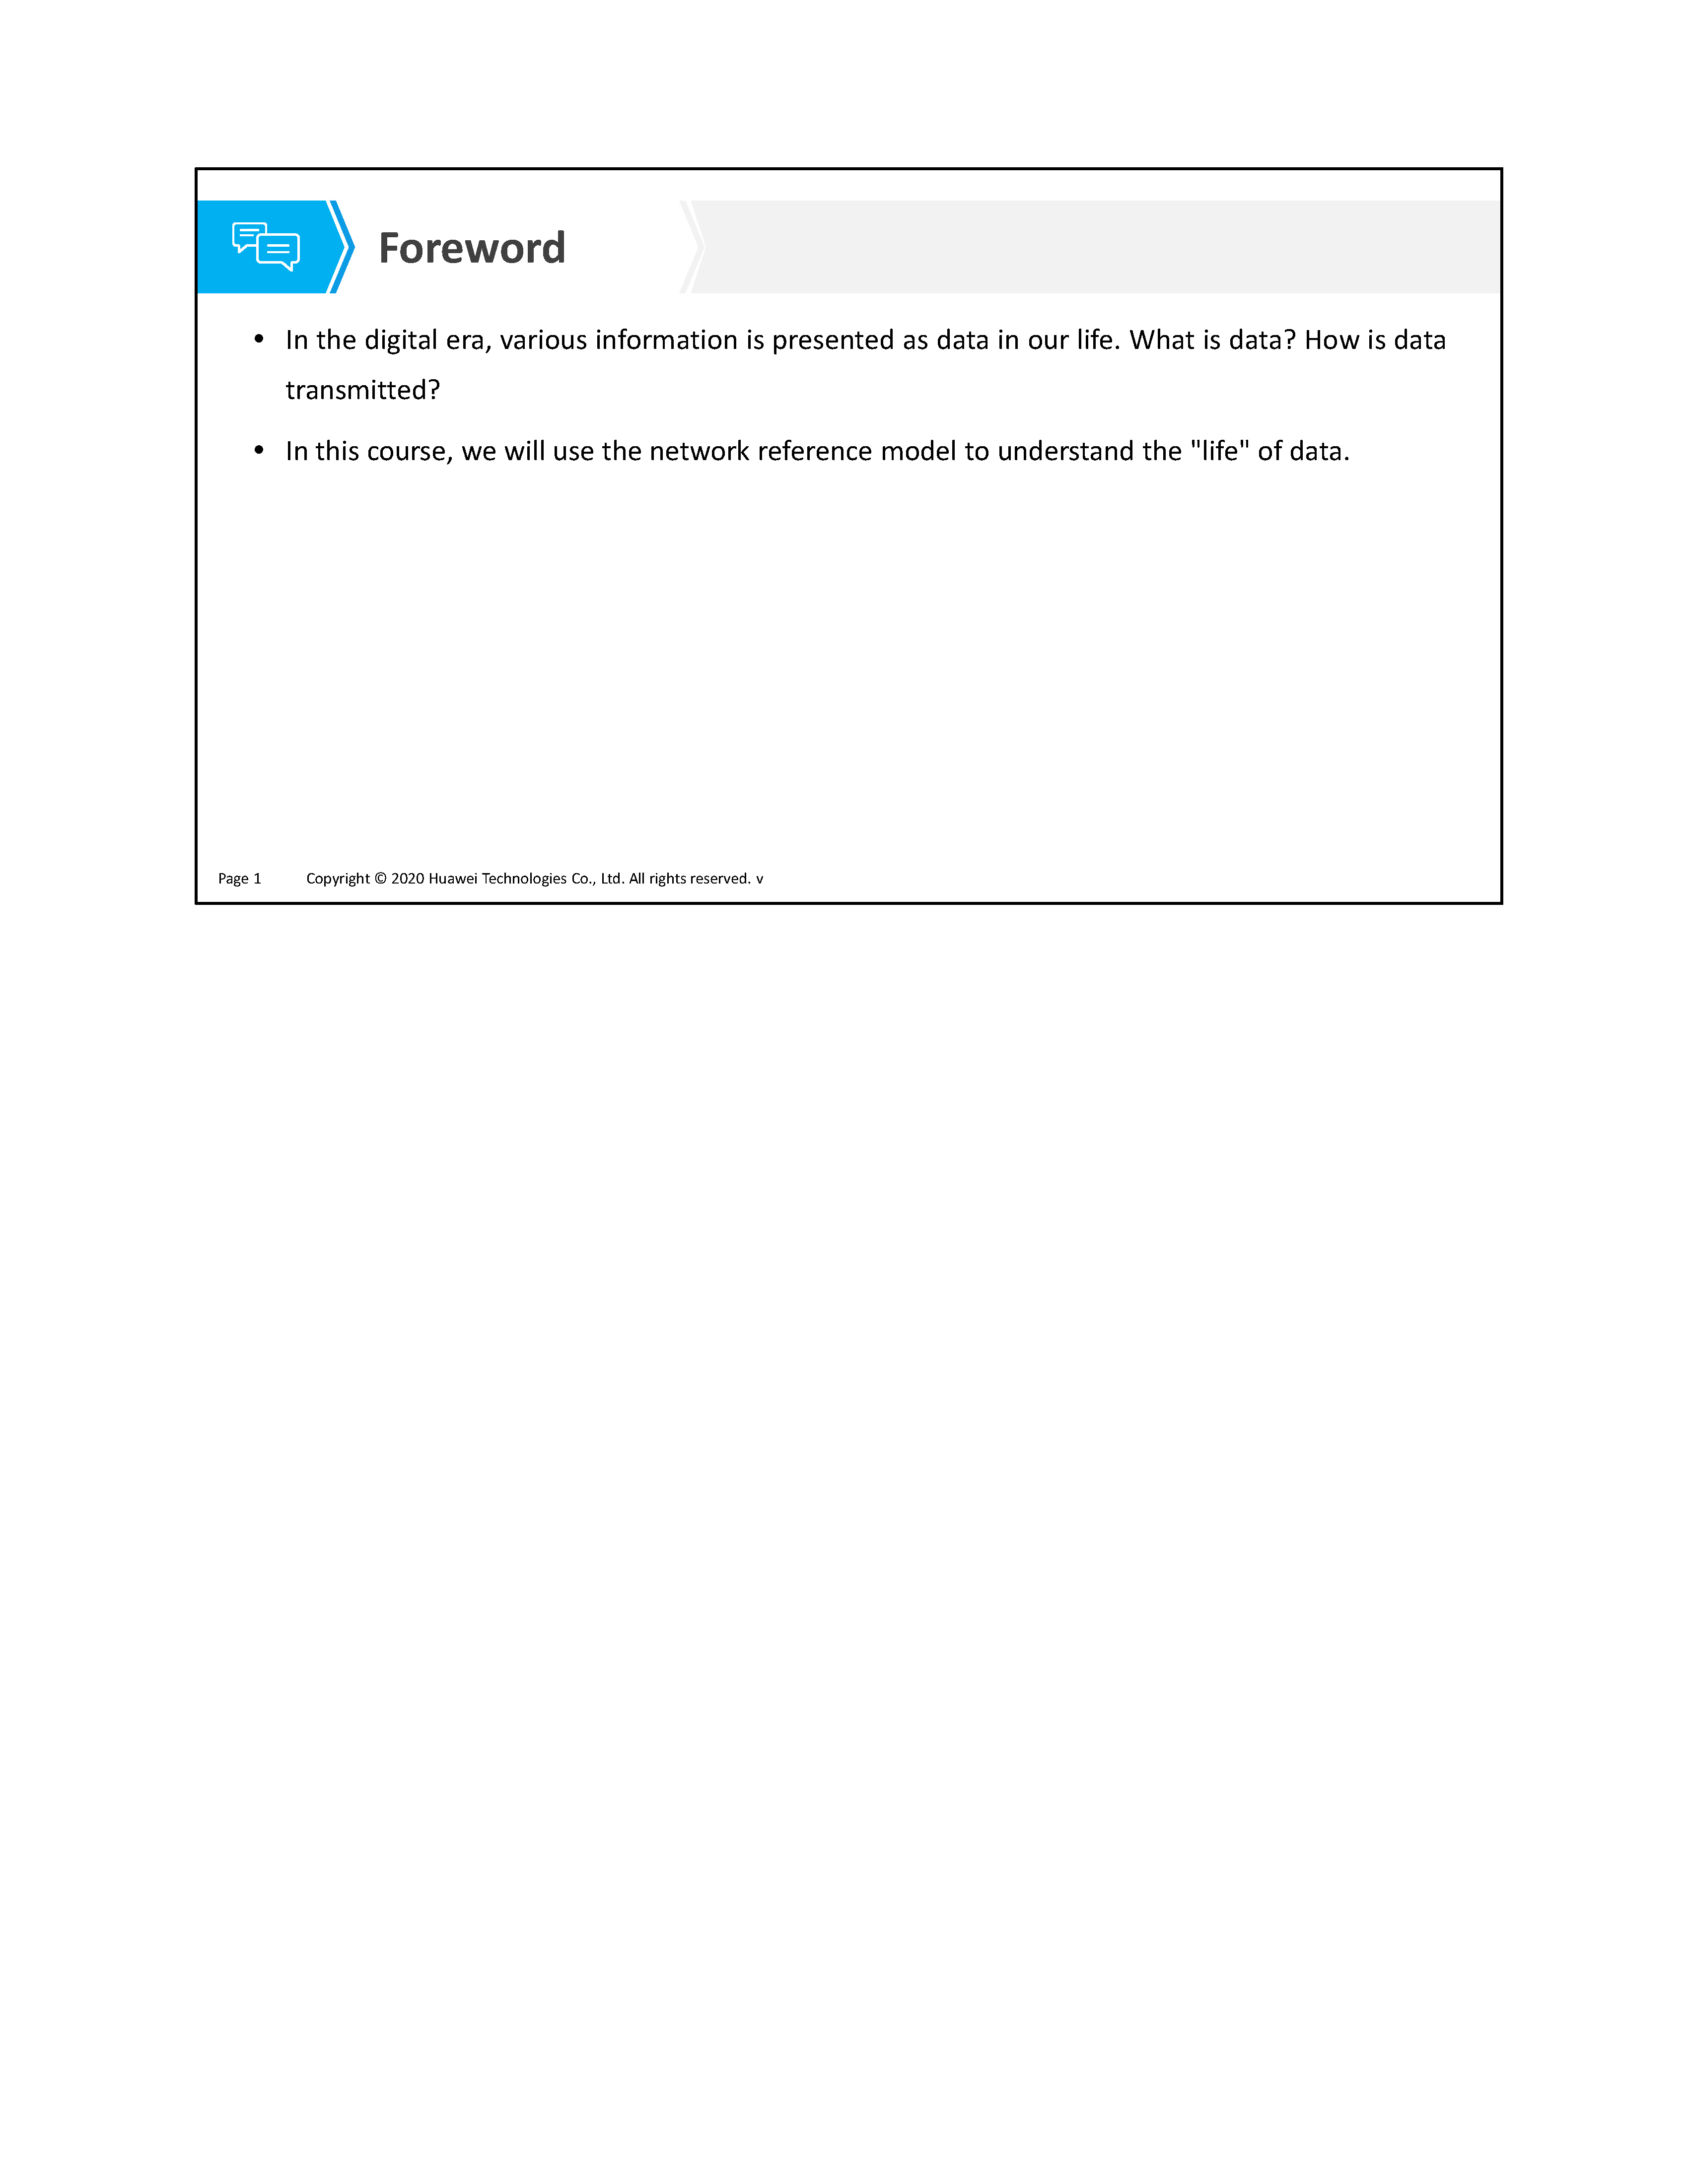 Foreword
• In the digital era, various information is presented as data in our life. What is data? How is data
transmitted?
• In this course, we will use the network reference model to understand the "life" of data.
Page 1 Copyright © 2020 Huawei Technologies Co., Ltd. All rights reserved. v